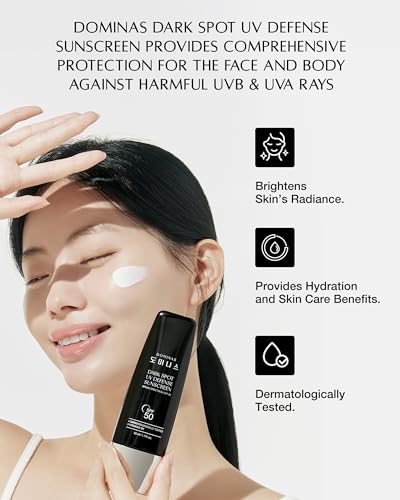 DOMINAS DARK SPOT UV DEFENSE
SUNSCREEN PROVIDES COMPREHENSIVE
PROTECTION FOR THE FACE AND BODY
AGAINST HARMFUL UVB & UVA RAYS
Brightens
Skin's Radiance.
Provides Hydration
and Skin Care Benefits.
Dermatologically
Tested.
DOMINAS
도미나스
DARK SPOT
UV DEFENSE
SUNSCREEN
SPF
50